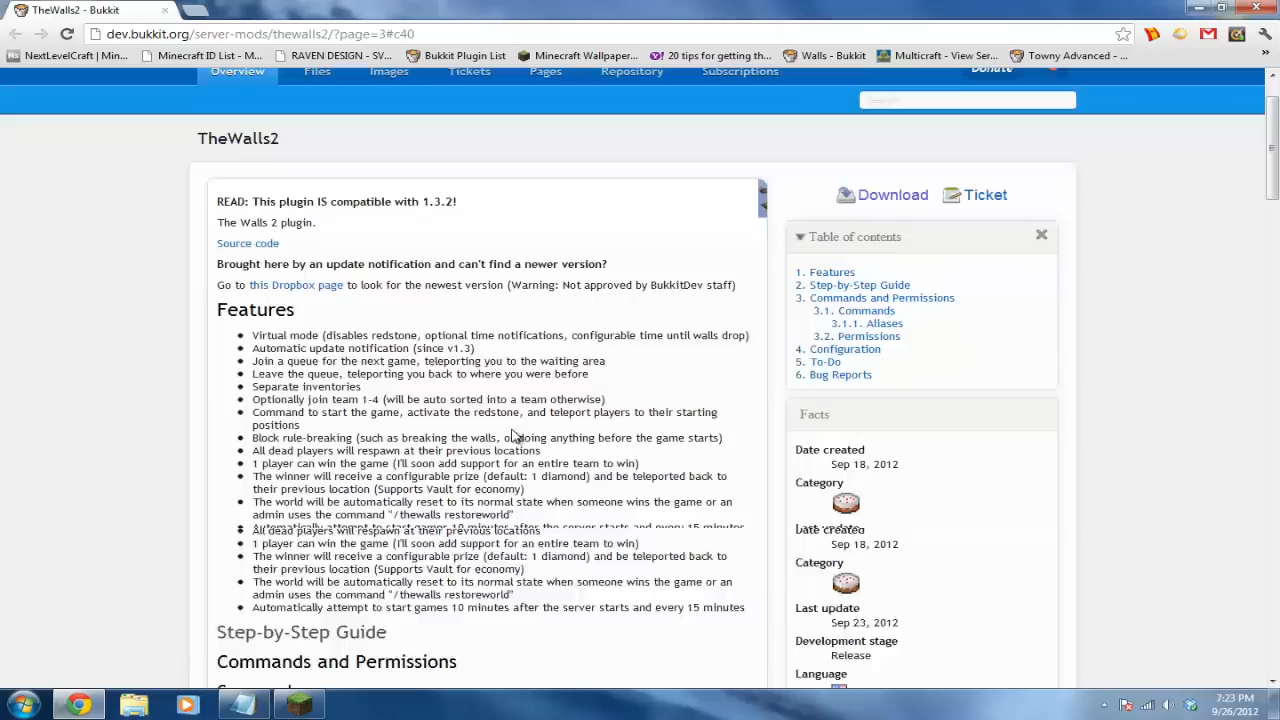 TheWalls2 - Bukkit
dev.bukkit.org/server-mods/thewalls2/?page=3#c40
NextLevelCraft | Min...
Minecraft ID List - M...
RAVEN DESIGN - SV...
Bukkit Plugin List
Minecraft Wallpaper...
20 tips for getting th...
Walls - Bukkit
Multicraft - View Ser...
Towny Advanced - ...
Overview
Files
Images
Tickets
Pages
Repository
Subscriptions
Donate
TheWalls2
READ: This plugin IS compatible with 1.3.2!
The Walls 2 plugin.
Source code
Brought here by an update notification and can't find a newer version?
Go to this Dropbox page to look for the newest version (Warning: Not approved by BukkitDev staff)
Features
Virtual mode (disables redstone, optional time notifications, configurable time until walls drop)
Automatic update notification (since v1.3)
Join a queue for the next game, teleporting you to the waiting area
Leave the queue, teleporting you back to where you were before
Separate inventories
Optionally join team 1-4 (will be auto sorted into a team otherwise)
Command to start the game, activate the redstone, and teleport players to their starting
positions
Block rule-breaking (such as breaking the walls, or doing anything before the game starts)
All dead players will respawn at their previous locations
1 player can win the game (I'll soon add support for an entire team to win)
The winner will receive a configurable prize (default: 1 diamond) and be teleported back to
their previous location (Supports Vault for economy)
The world will be automatically reset to its normal state when someone wins the game or an
admin uses the command "/thewalls restoreworld"
Automatically attempt to start games 10 minutes after the server starts and every 15 minutes
All dead players will respawn at their previous locations
1 player can win the game (I'll soon add support for an entire team to win)
The winner will receive a configurable prize (default: 1 diamond) and be teleported back to
their previous location (Supports Vault for economy)
The world will be automatically reset to its normal state when someone wins the game or an
admin uses the command "/thewalls restoreworld"
Automatically attempt to start games 10 minutes after the server starts and every 15 minutes
Step-by-Step Guide
Commands and Permissions
Download
Ticket
Table of contents
1. Features
2. Step-by-Step Guide
3. Commands and Permissions
3.1. Commands
3.1.1. Aliases
3.2. Permissions
4. Configuration
5. To-Do
6. Bug Reports
Facts
Date created
Sep 18, 2012
Category
Last update
Date created
Sep 18, 2012
Category
Last update
Sep 23, 2012
Development stage
Release
Language
7:23 PM
9/26/2012